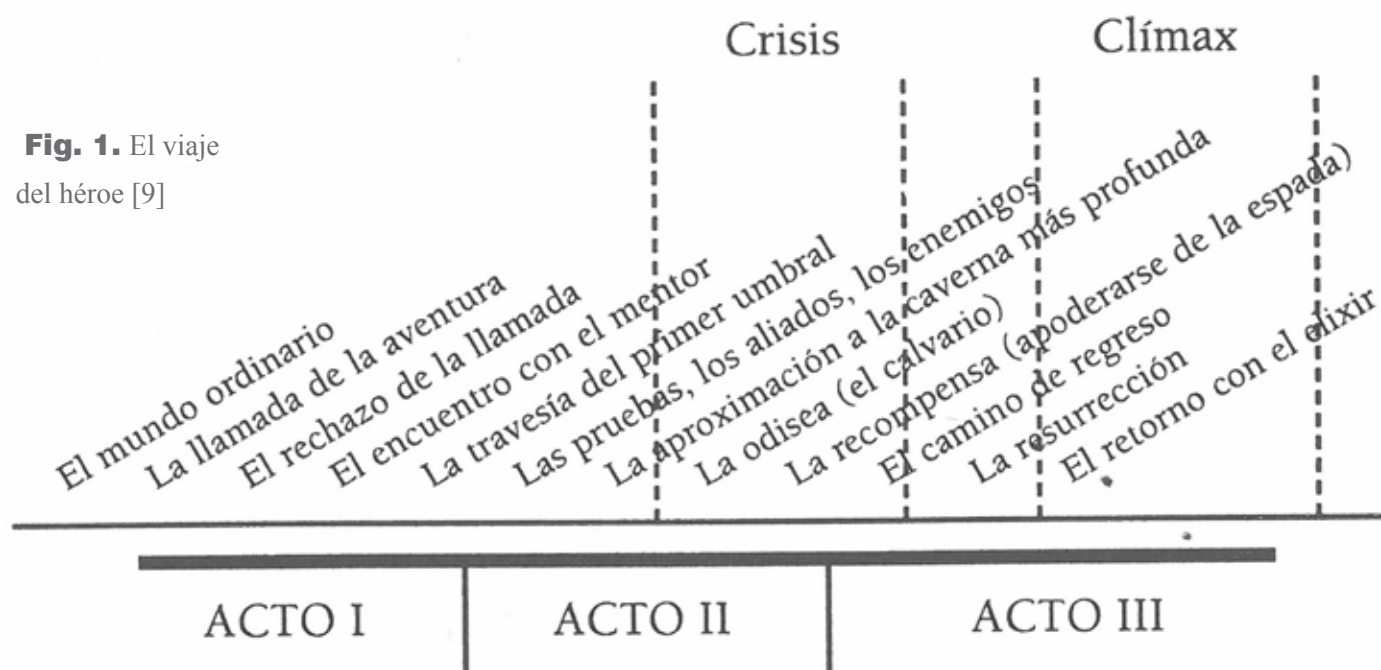 Crisis
Clímax
Fig. 1. El viaje
del héroe [9]
El mundo ordinario
La llamada de la aventura
El rechazo de la llamada
El encuentro con el mentor
La travesía del primer umbral
Las pruebas, los aliados, los enemigos
La aproximación a la caverna más profunda
La odisea (el calvario)
La recompensa (apoderarse de la espada)
El camino de regreso
La resurrección
El retorno con el elixir
ACTO I
ACTO II
ACTO III